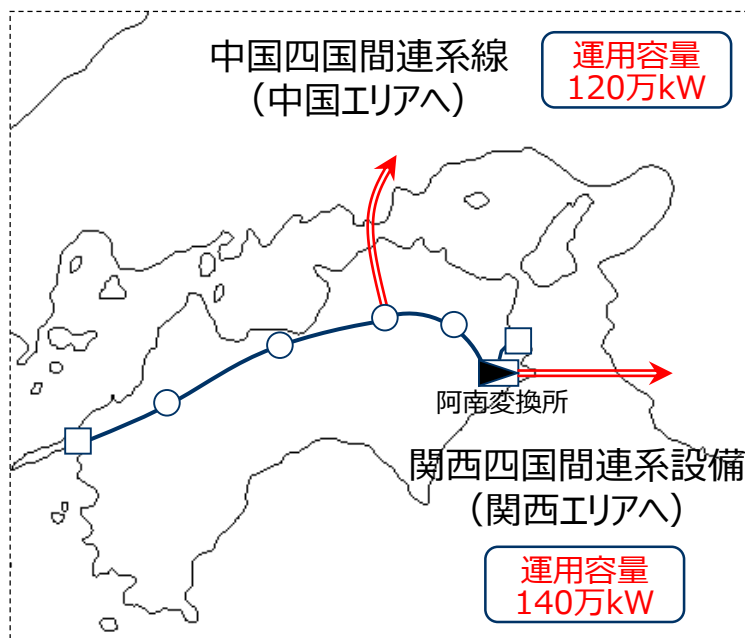 中国四国間連系線
（中国エリアへ）
運用容量
120万kW
阿南変換所
関西四国間連系設備
（関西エリアへ）
運用容量
140万kW